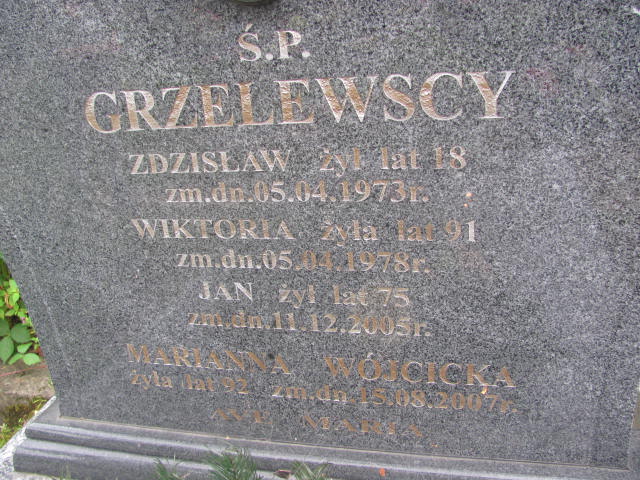 Ś.P.
GRZELEWSCY
ZDZISŁAW żył lat 18
zm.dn.05.04.1973r.
WIKTORIA żyła lat 91
zm.dn.05.04.1978r.
JAN żył lat 75
zm.dn.11.12.2005r.
MARIANNA WÓJCICKA
żyła lat 92 zm.dn.15.08.2007r.
AVE MARIA